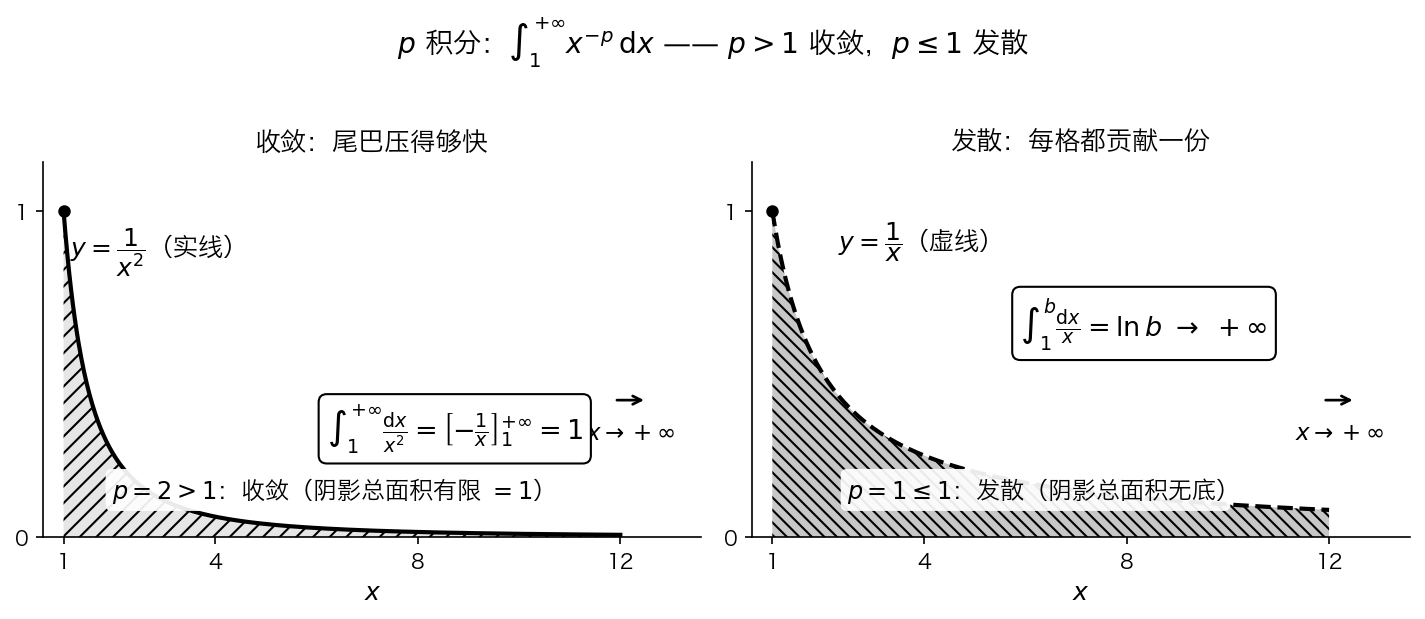 p 积分：∫₁^{+∞} x^{−p} dx —— p > 1 收敛，p ≤ 1 发散
收敛：尾巴压得够快
1
y = 1/x²（实线）
∫₁^{+∞} dx/x² = [−1/x]₁^{+∞} = 1
x → +∞
p = 2 > 1：收敛（阴影总面积有限 = 1）
0
1 4 8 12
x
发散：每格都贡献一份
1
y = 1/x（虚线）
∫₁^b dx/x = ln b → +∞
x → +∞
p = 1 ≤ 1：发散（阴影总面积无底）
0
1 4 8 12
x